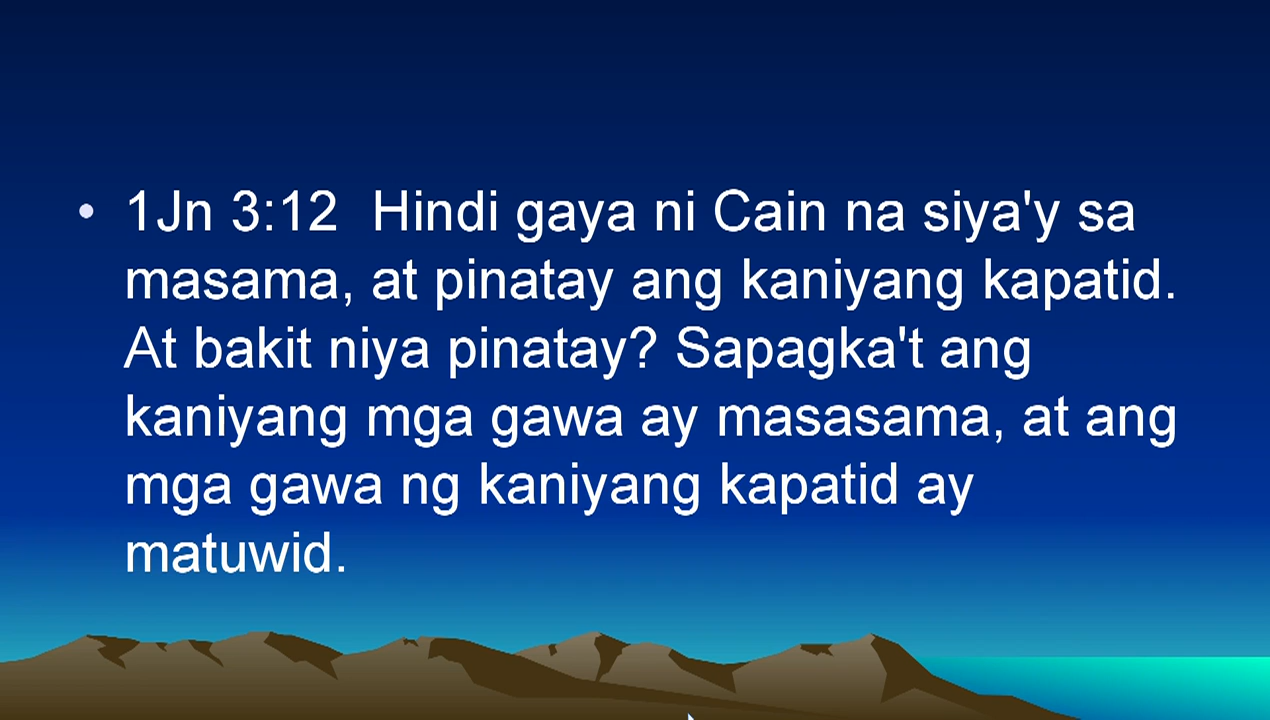 • 1Jn 3:12  Hindi gaya ni Cain na siya'y sa
masama, at pinatay ang kaniyang kapatid.
At bakit niya pinatay? Sapagka't ang
kaniyang mga gawa ay masasama, at ang
mga gawa ng kaniyang kapatid ay
matuwid.